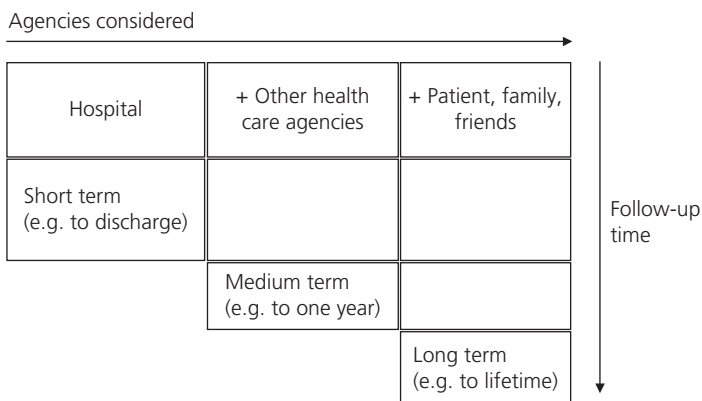 Agencies considered
Hospital
+ Other health
care agencies
+ Patient, family,
friends
Short term
(e.g. to discharge)
Follow-up
time
Medium term
(e.g. to one year)
Long term
(e.g. to lifetime)